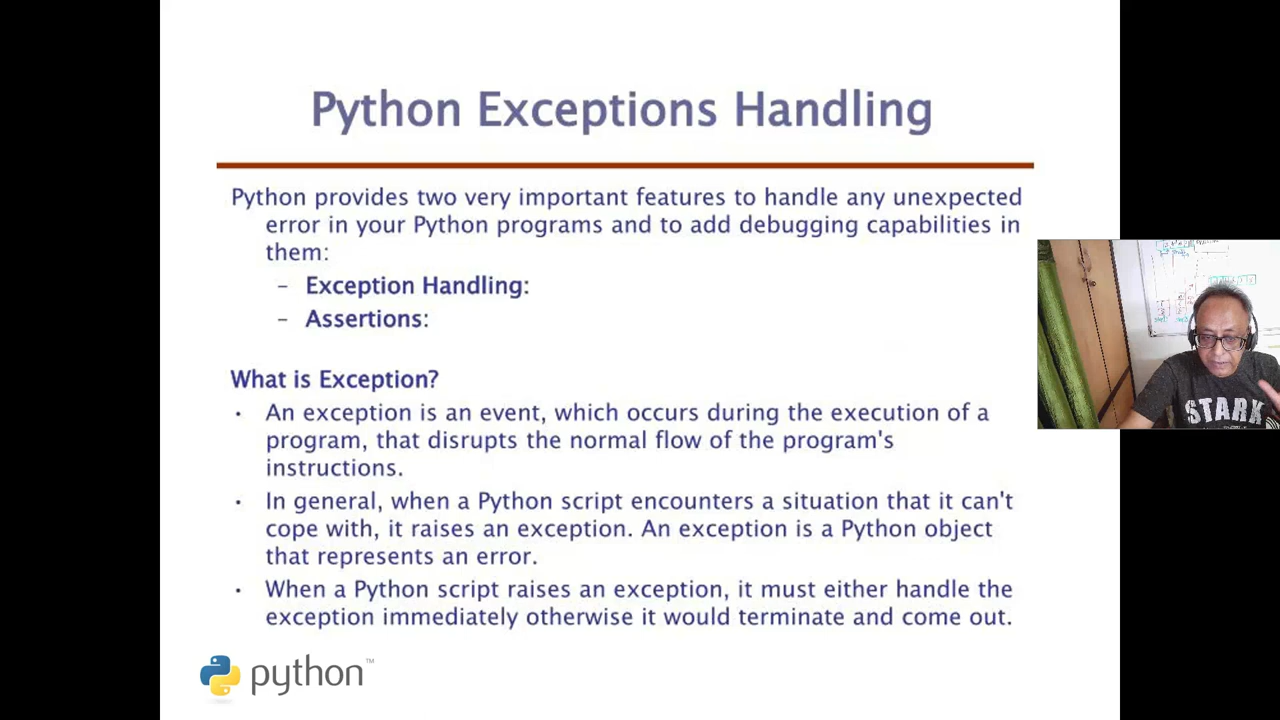 Python Exceptions Handling
Python provides two very important features to handle any unexpected
error in your Python programs and to add debugging capabilities in
them:
– Exception Handling:
– Assertions:
What is Exception?
• An exception is an event, which occurs during the execution of a
program, that disrupts the normal flow of the program's
instructions.
• In general, when a Python script encounters a situation that it can't
cope with, it raises an exception. An exception is a Python object
that represents an error.
• When a Python script raises an exception, it must either handle the
exception immediately otherwise it would terminate and come out.
python™
STARK